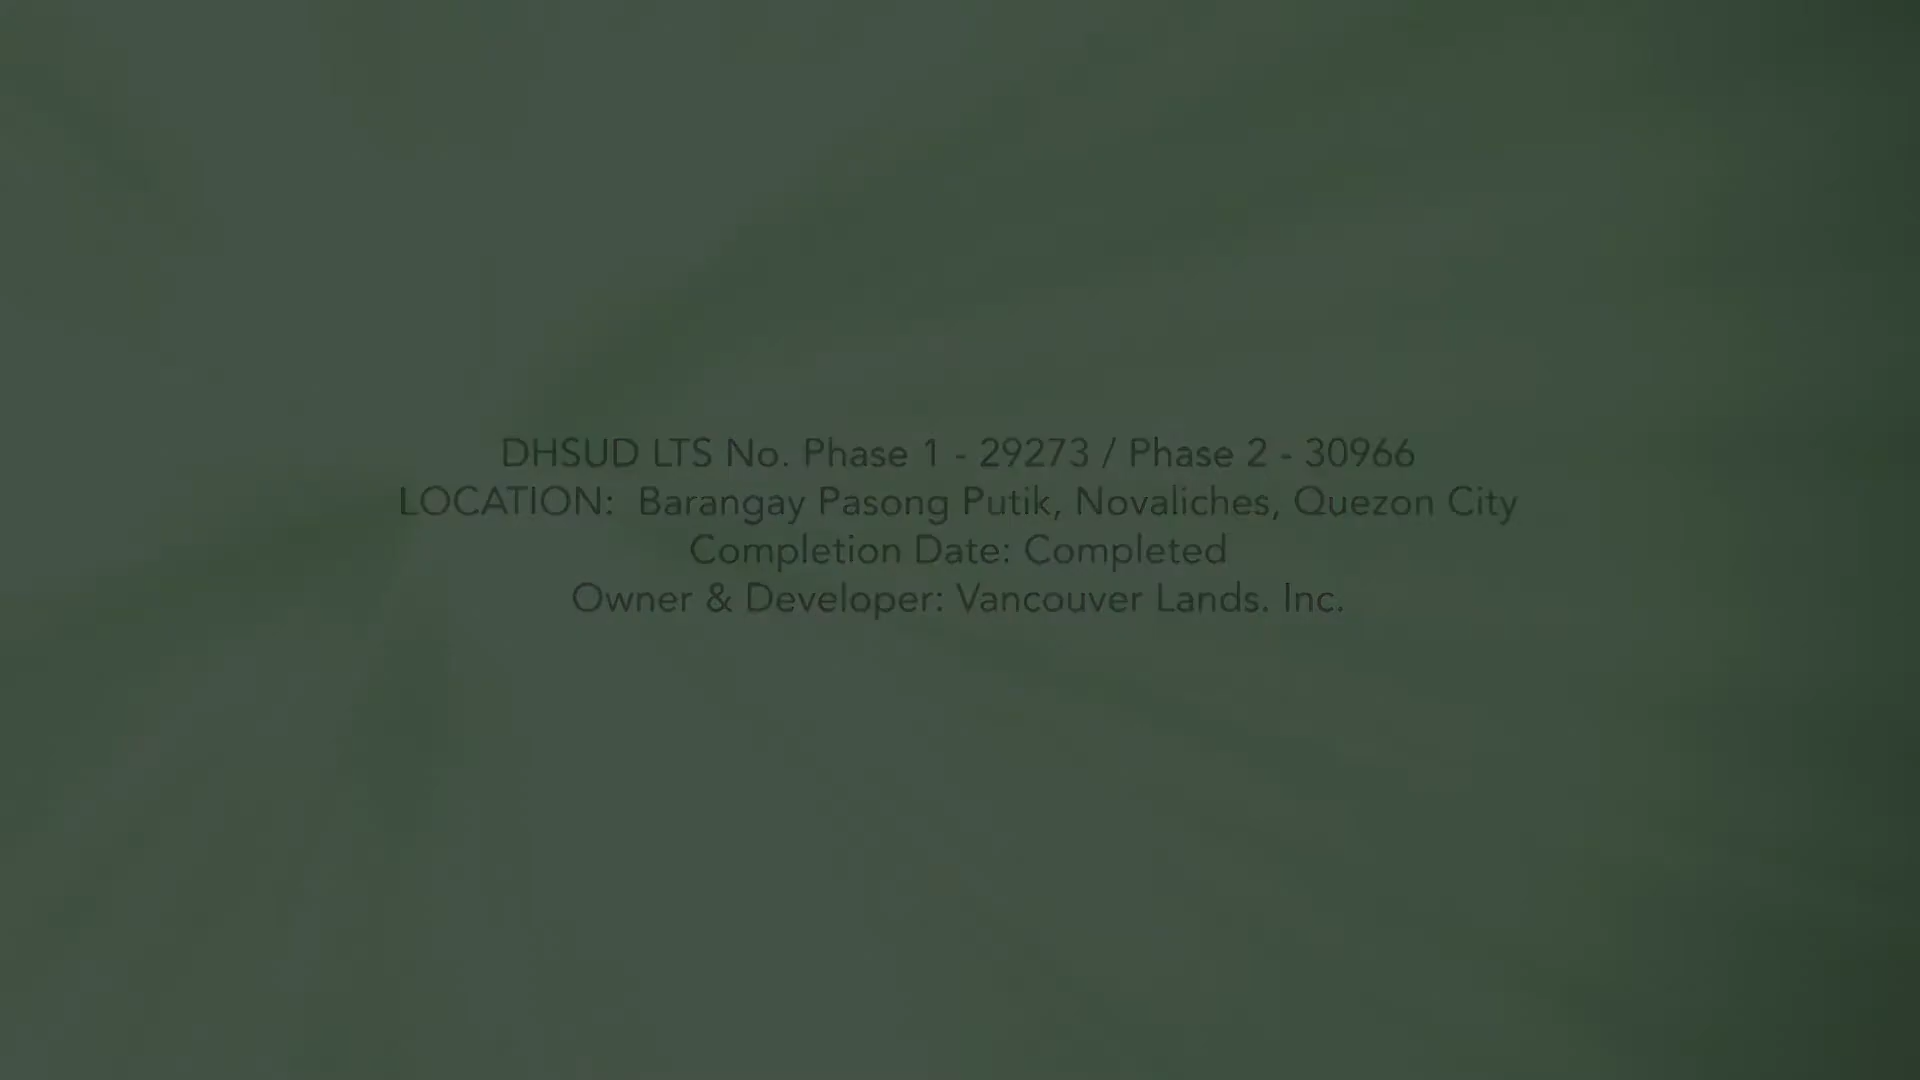 DHSUD LTS No. Phase 1 - 29273 / Phase 2 - 30966
LOCATION: Barangay Pasong Putik, Novaliches, Quezon City
Completion Date: Completed
Owner & Developer: Vancouver Lands. Inc.